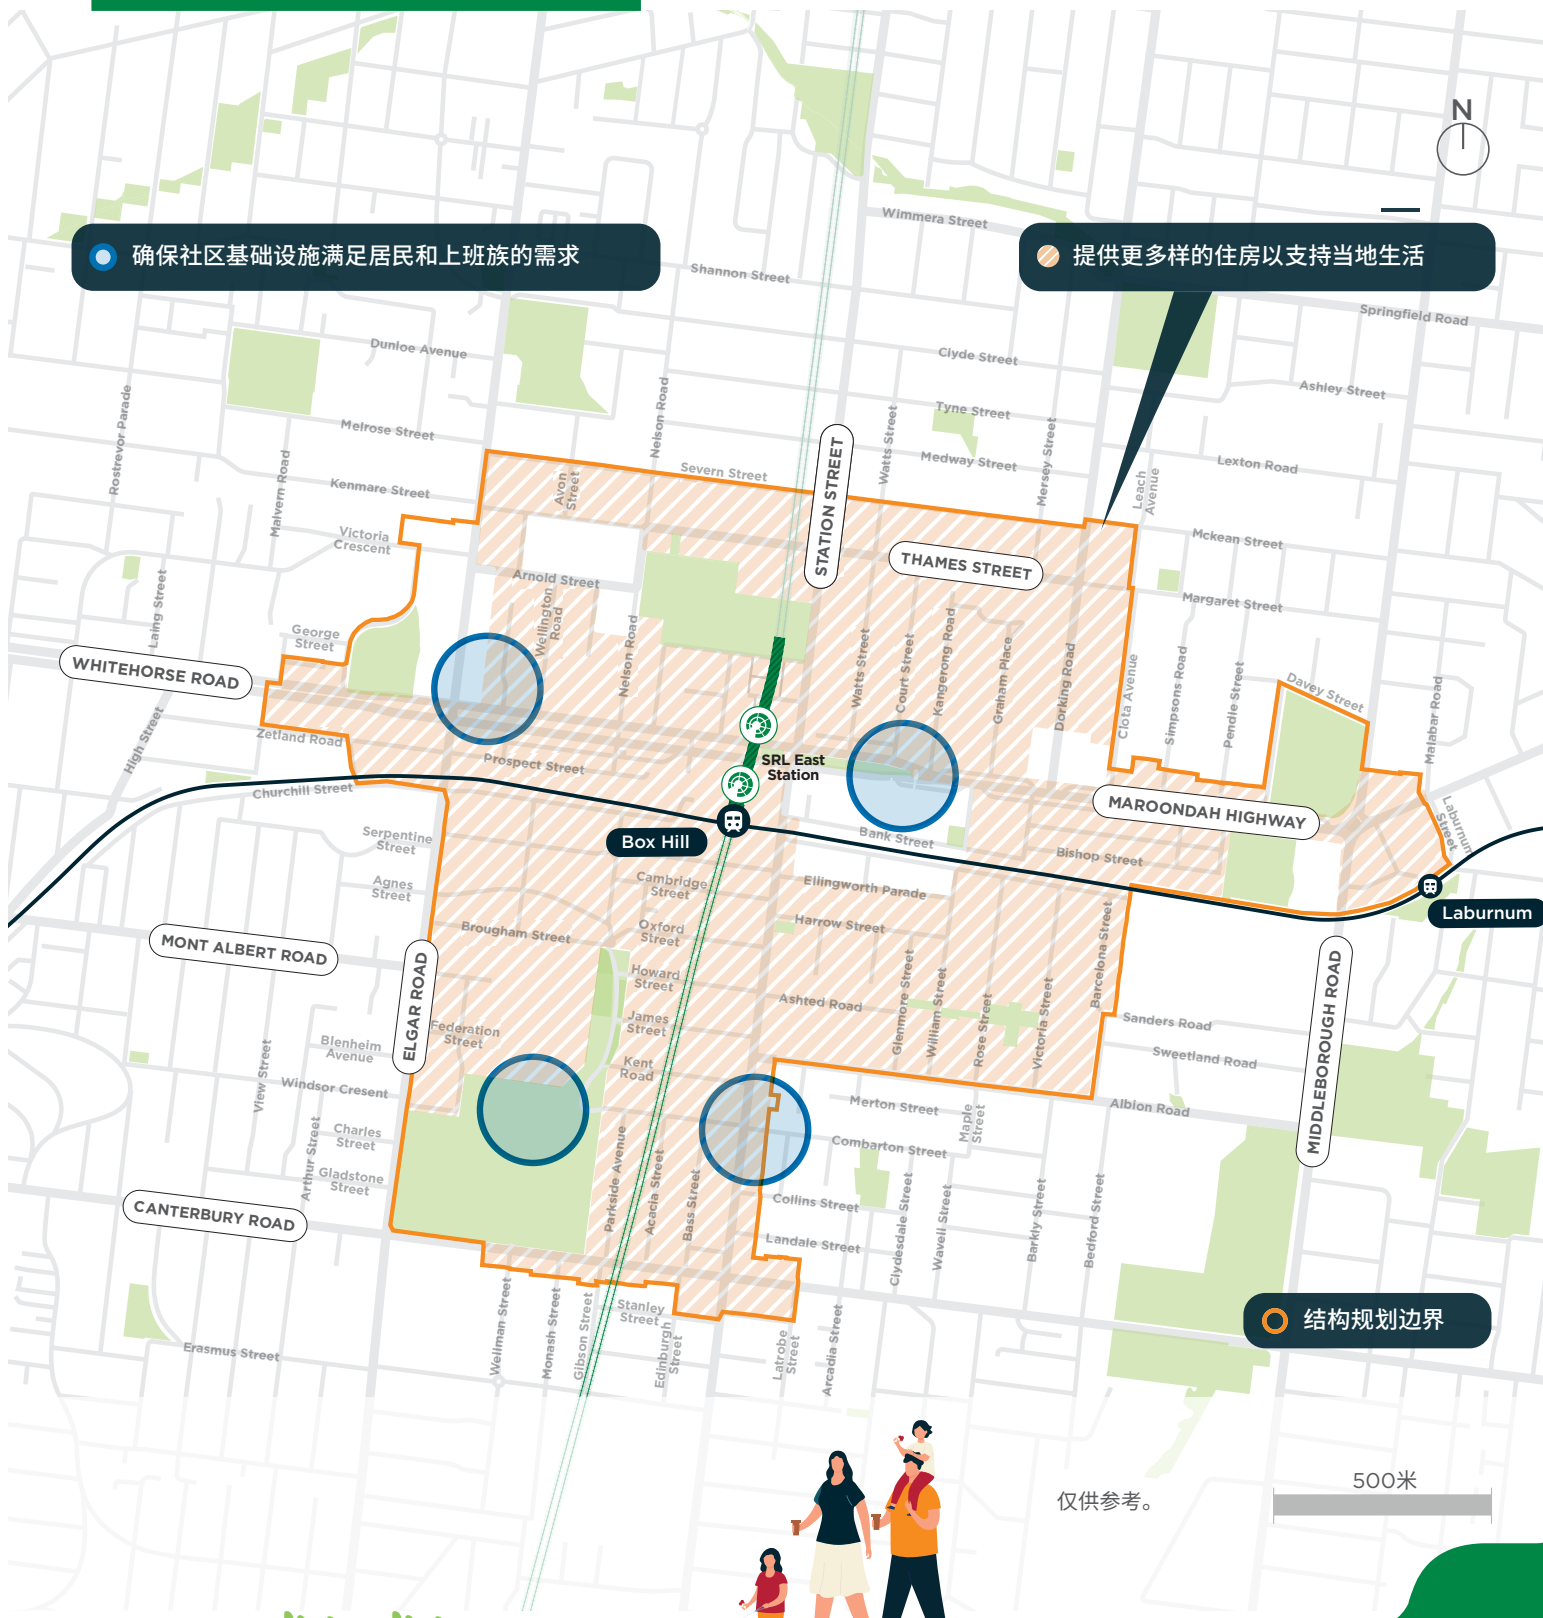 N
Wimmera Street
确保社区基础设施满足居民和上班族的需求
提供更多样的住房以支持当地生活
Shannon Street
Springfield Road
Dunloe Avenue
Clyde Street
Ashley Street
Rostrevor Parade
Nelson Road
Tyne Street
Watts Street
Mersey Street
Melrose Street
Medway Street
Lexton Road
Severn Street
Malvern Road
Kenmare Street
Avon
Street
Leach
Avenue
STATION STREET
Victoria
Crescent
Mckean Street
THAMES STREET
Arnold Street
Laing Street
Margaret Street
Wellington
Road
Nelson Road
George
Street
Watts Street
Court Street
Kangerong Road
Graham Place
Dorking Road
Clota Avenue
Simpsons Road
Pendle Street
Davey Street
Malabar Road
WHITEHORSE ROAD
High Street
Zetland Road
Prospect Street
SRL East
Station
Churchill Street
MAROONDAH HIGHWAY
Laburnum
Street
Serpentine
Street
Box Hill
Bank Street
Bishop Street
Agnes
Street
Cambridge
Street
Ellingworth Parade
Laburnum
Harrow Street
Brougham Street
Oxford
Street
MONT ALBERT ROAD
ELGAR ROAD
Howard
Street
Ashted Road
Glenmore Street
William Street
Rose Street
Victoria Street
Barcelona Street
MIDDLEBOROUGH ROAD
James
Street
Federation
Street
Sanders Road
Blenheim
Avenue
View Street
Sweetland Road
Kent
Road
Windsor Cresent
Merton Street
Maple
Street
Albion Road
Charles
Street
Arthur Street
Combarton Street
Gladstone
Street
Parkside Avenue
Acacia Street
Bass Street
Collins Street
Clydesdale Street
Wavell Street
Barkly Street
Bedford Street
CANTERBURY ROAD
Landale Street
Wellman Street
Monash Street
Gibson Street
Stanley
Street
Edinburgh
Street
Latrobe
Street
Arcadia Street
结构规划边界
Erasmus Street
500米
仅供参考。